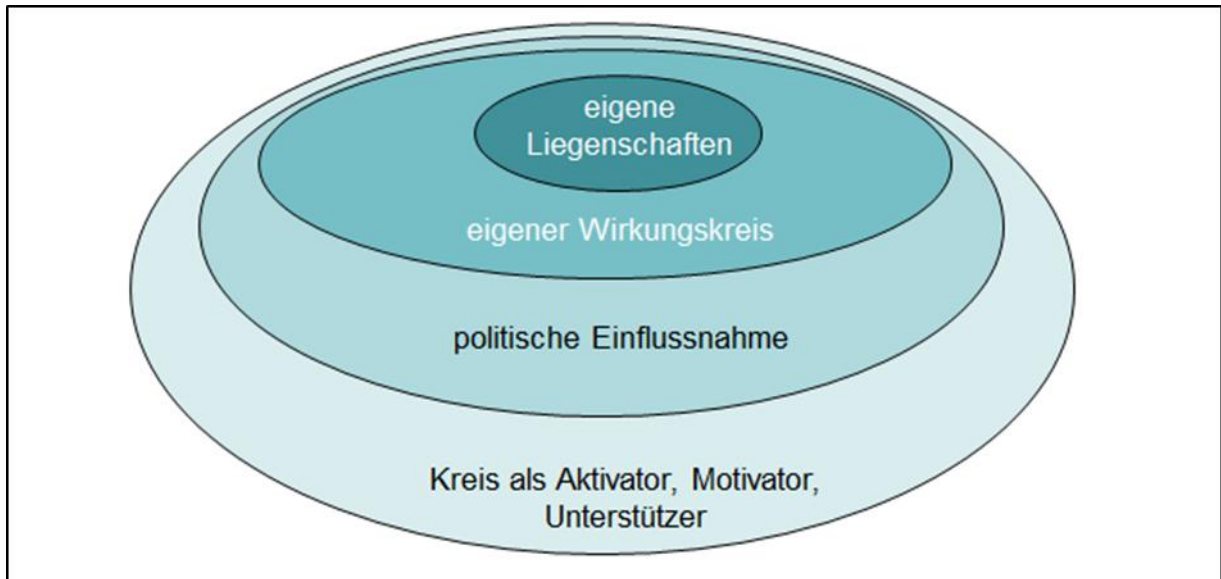 eigene
Liegenschaften
eigener Wirkungskreis
politische Einflussnahme
Kreis als Aktivator, Motivator,
Unterstützer